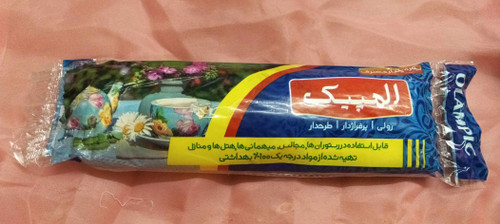 المپیک
رولی | پرفراژدار | طرحدار
قابل استفاده در رستوران ها, مجالس, میهمانی ها, هتل ها و منازل
تهیه شده از مواد درجه یک و ۱۰۰٪ بهداشتی
OLAMPIC